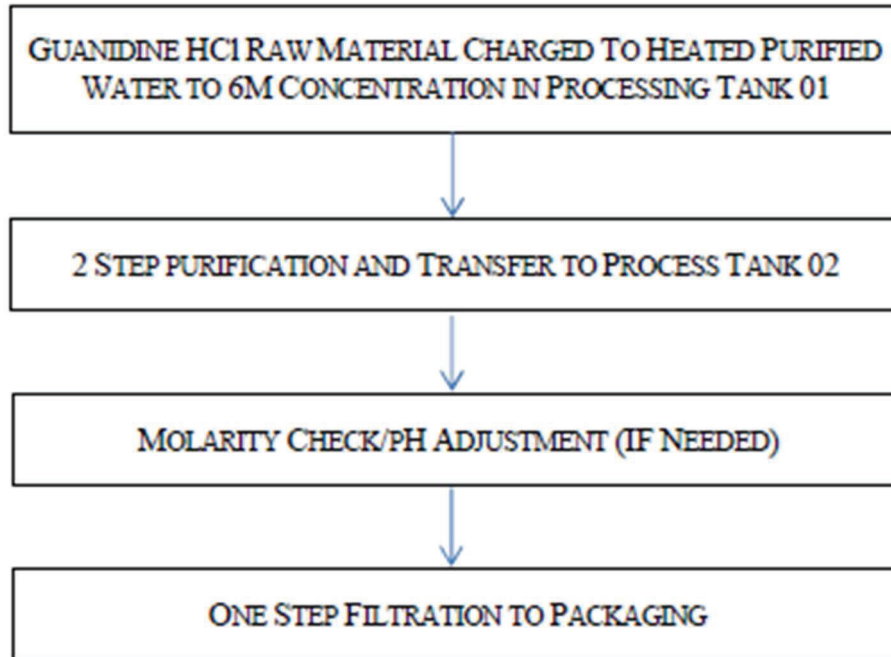 GUANIDINE HCl RAW MATERIAL CHARGED TO HEATED PURIFIED
WATER TO 6M CONCENTRATION IN PROCESSING TANK 01
2 STEP PURIFICATION AND TRANSFER TO PROCESS TANK 02
MOLARITY CHECK/PH ADJUSTMENT (IF NEEDED)
ONE STEP FILTRATION TO PACKAGING